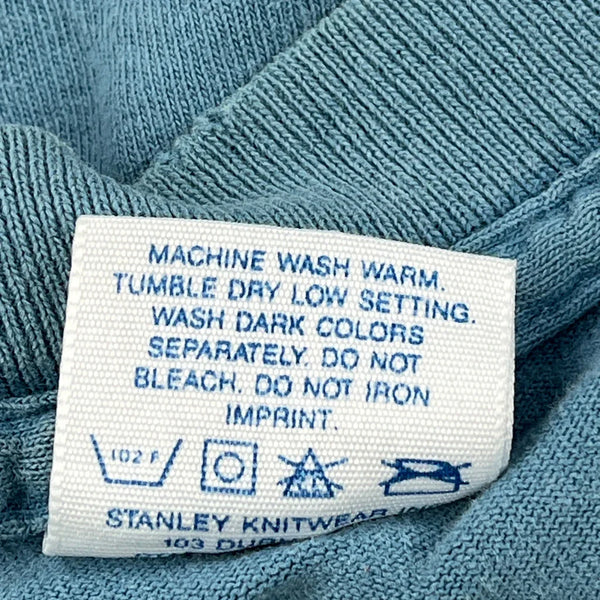 MACHINE WASH WARM.
TUMBLE DRY LOW SETTING.
WASH DARK COLORS
SEPARATELY. DO NOT
BLEACH. DO NOT IRON
IMPRINT.
102 F
STANLEY KNITWEAR
103